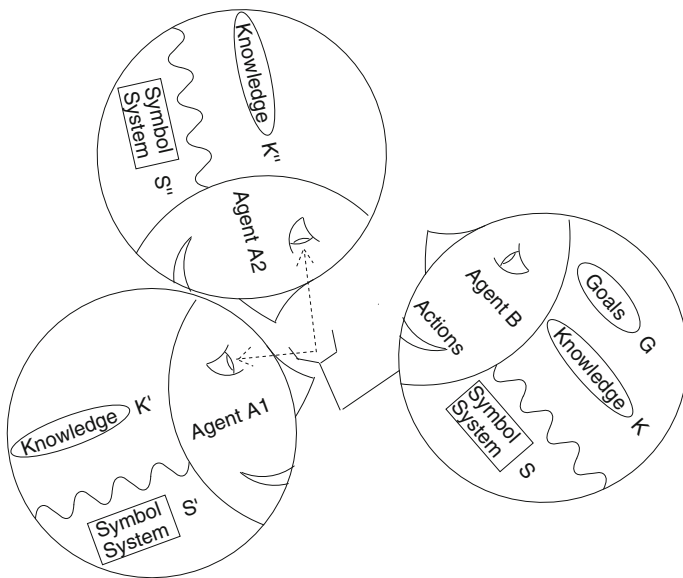 Knowledge
K"
Symbol
System
S"
Agent A2
Agent B
Actions
Goals
G
Knowledge
K
Symbol
System
S
Knowledge
K'
Agent A1
Symbol
System
S'